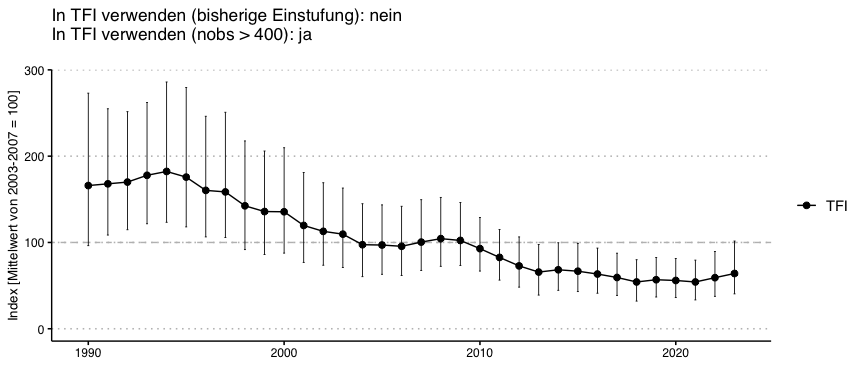 In TFI verwenden (bisherige Einstufung): nein
In TFI verwenden (nobs > 400): ja
Index [Mittelwert von 2003-2007 = 100]
300
200
100
0
1990
2000
2010
2020
TFI